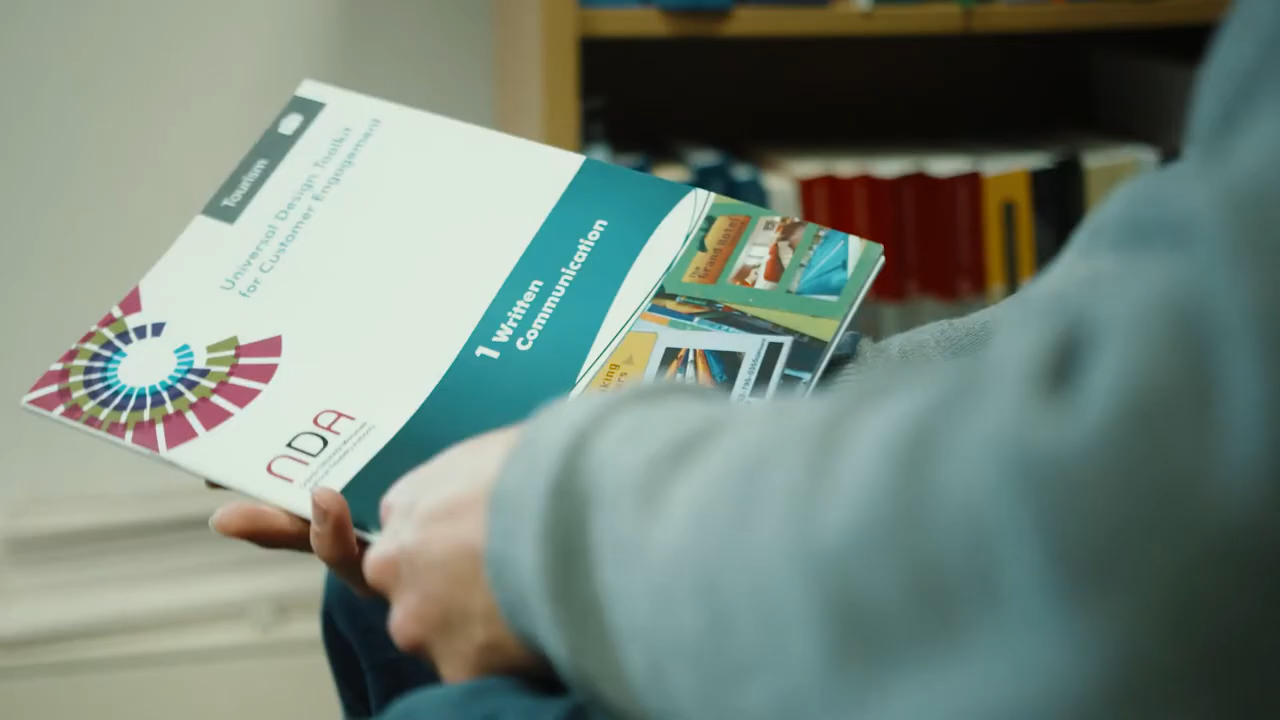 Tourism
Universal Design Toolkit
for Customer Engagement
1 Written
Communication
The
Grand Hotel
NDA